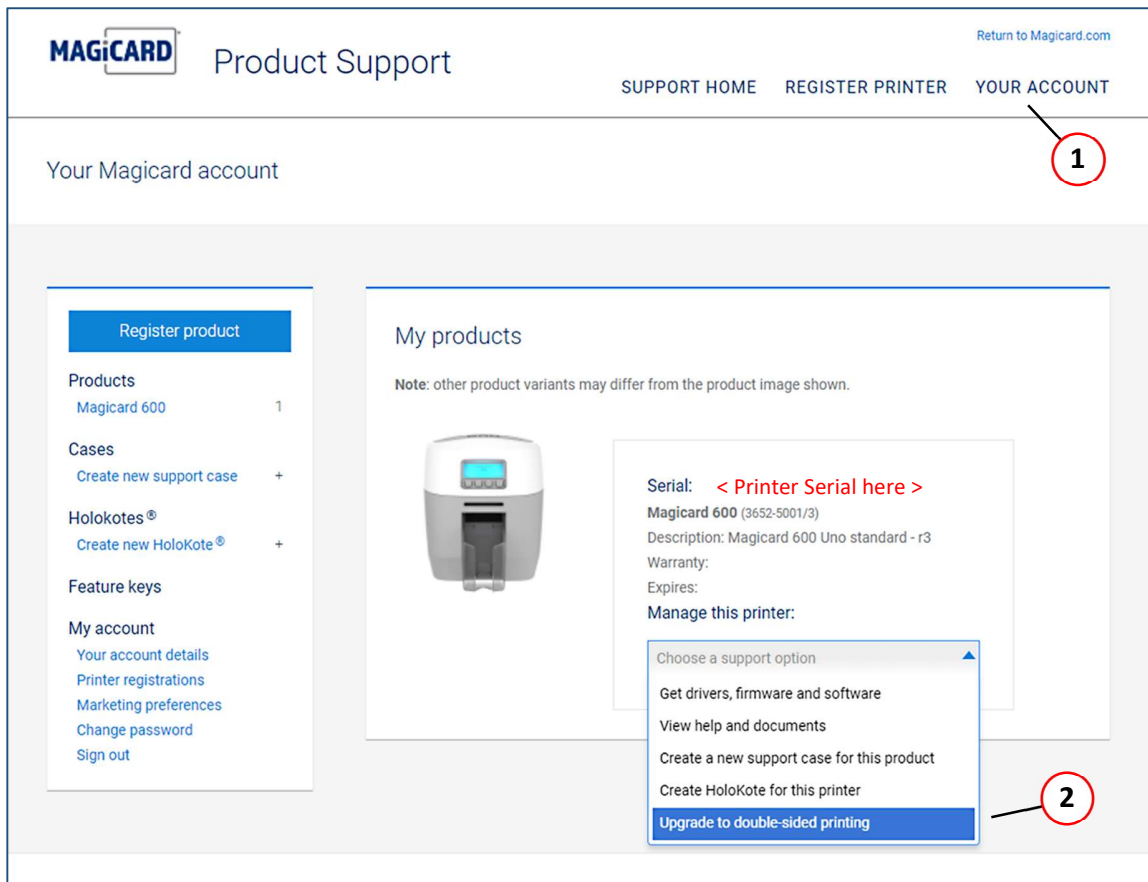 Return to Magicard.com
MAGiCARD
Product Support
SUPPORT HOME REGISTER PRINTER YOUR ACCOUNT
1
Your Magicard account
Register product
Products
Magicard 600 1
Cases
Create new support case +
Holokotes ®
Create new HoloKote ® +
Feature keys
My account
Your account details
Printer registrations
Marketing preferences
Change password
Sign out
My products
Note: other product variants may differ from the product image shown.
Serial: < Printer Serial here >
Magicard 600 (3652-5001/3)
Description: Magicard 600 Uno standard - r3
Warranty:
Expires:
Manage this printer:
Choose a support option
Get drivers, firmware and software
View help and documents
Create a new support case for this product
Create HoloKote for this printer
Upgrade to double-sided printing
2